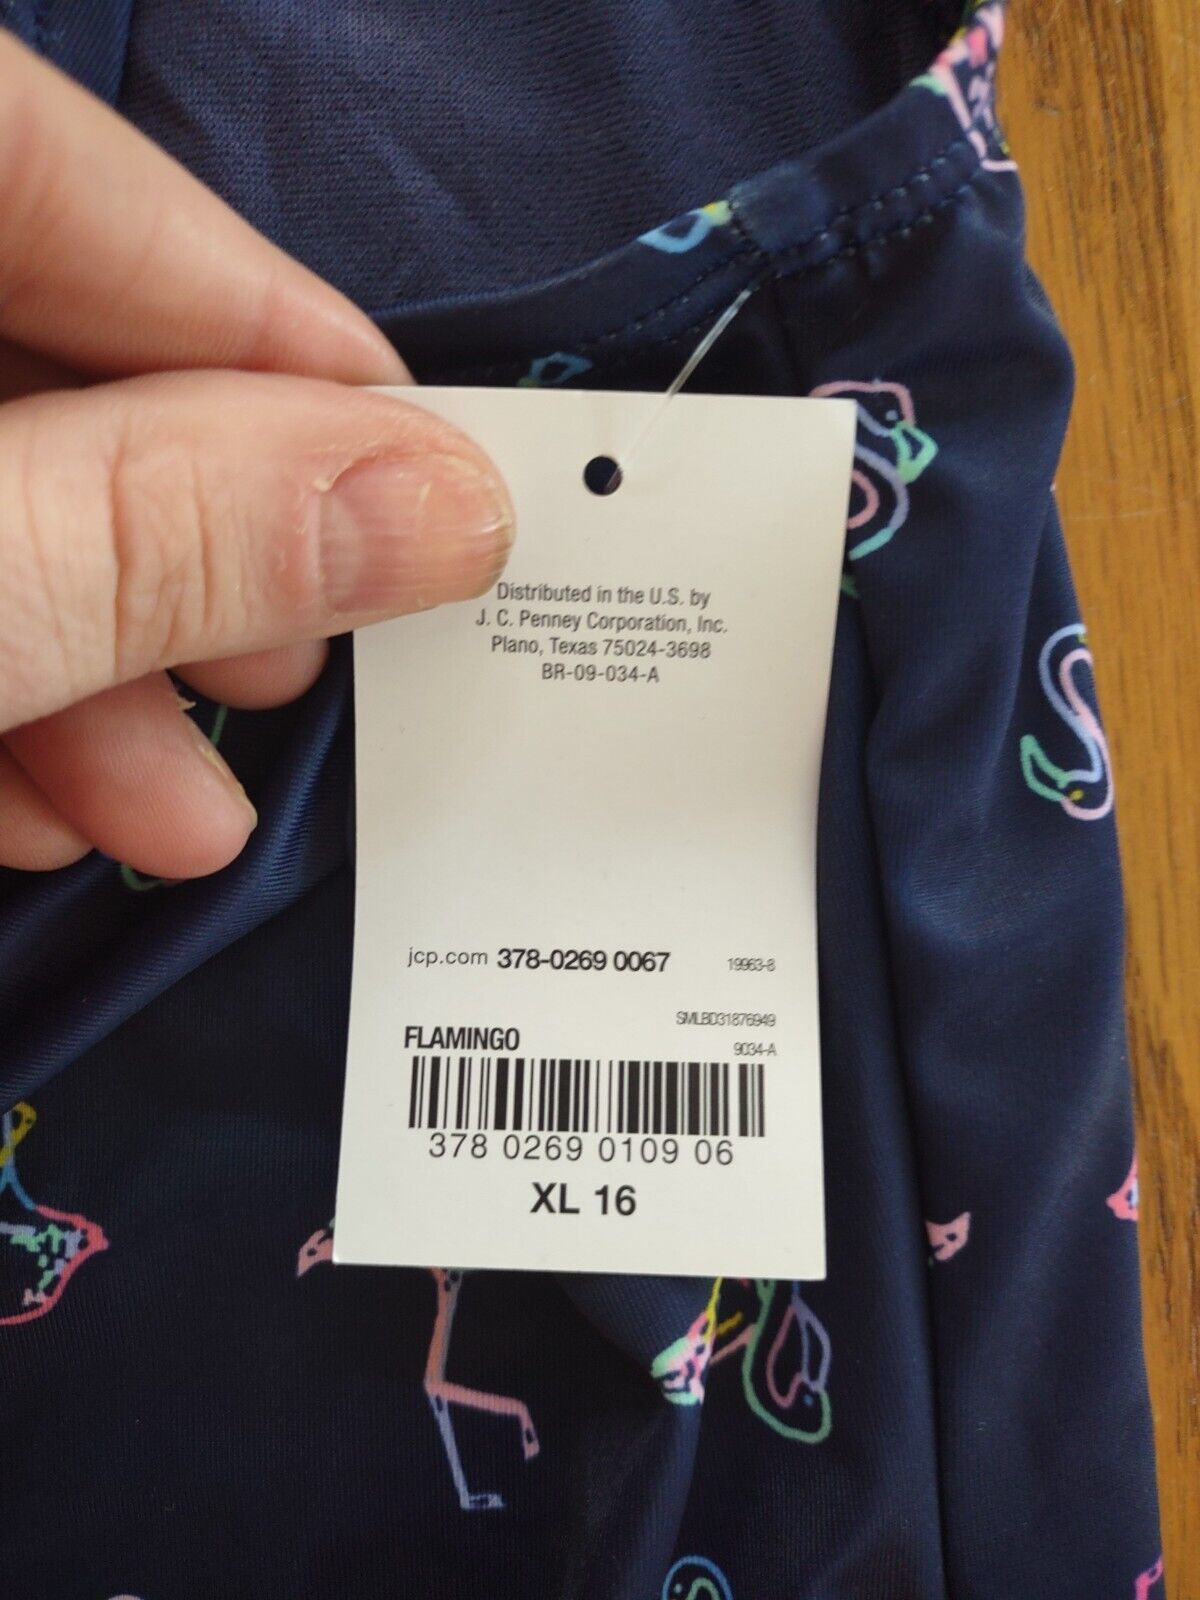 Distributed in the U.S. by
J. C. Penney Corporation, Inc.
Plano, Texas 75024-3698
BR-09-034-A
jcp.com 378-0269 0067 19963-8
SMLBD31876949
FLAMINGO 9034-A
378 0269 0109 06
XL 16